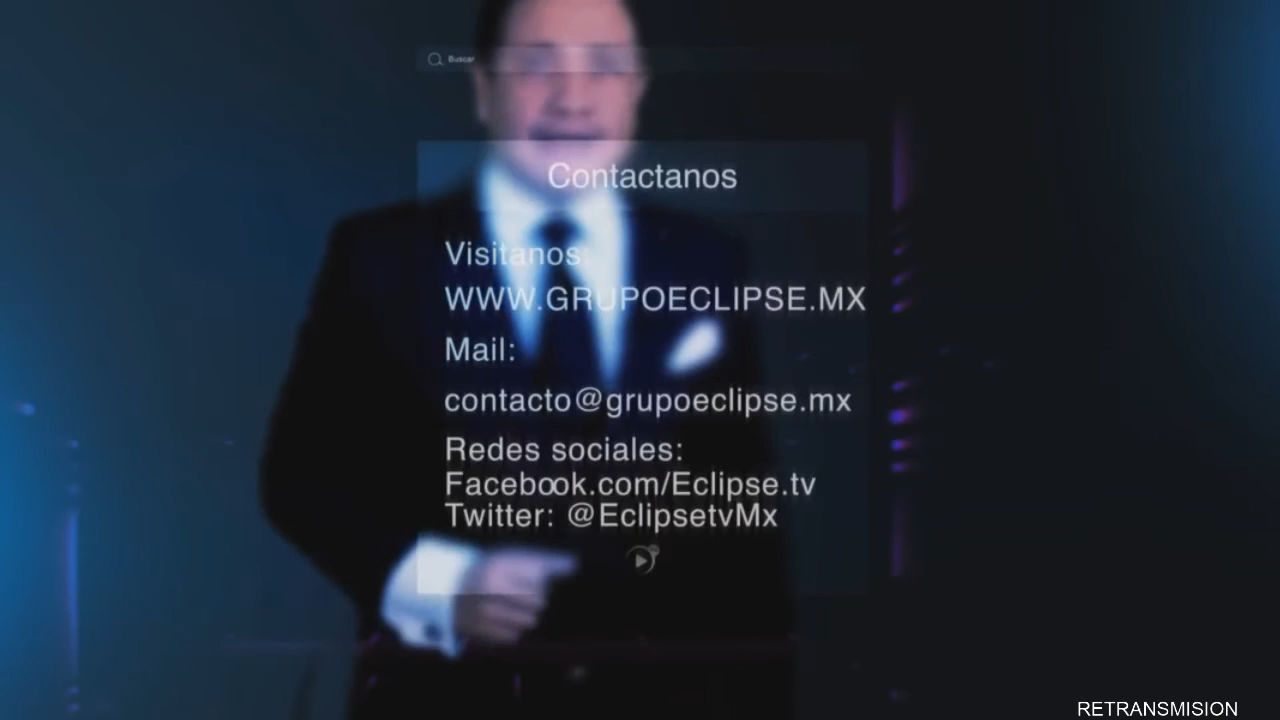 Buscar
Contactanos
Visitanos:
WWW.GRUPOECLIPSE.MX
Mail:
contacto@grupoeclipse.mx
Redes sociales:
Facebook.com/Eclipse.tv
Twitter: @EclipsetvMx
RETRANSMISION